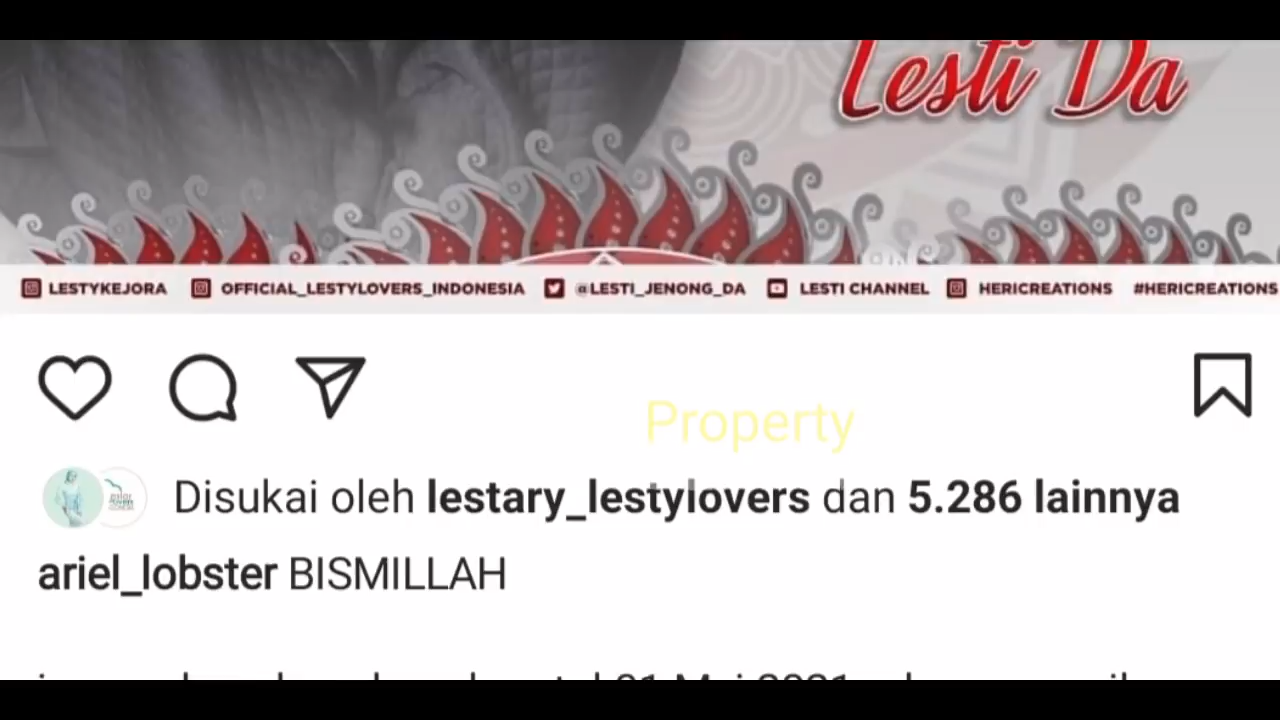 Lesti Da
LESTYKEJORA OFFICIAL_LESTYLOVERS_INDONESIA @LESTI_JENONG_DA LESTI CHANNEL HERICREATIONS #HERICREATIONS
Property
Disukai oleh lestary_lestylovers dan 5.286 lainnya
ariel_lobster BISMILLAH